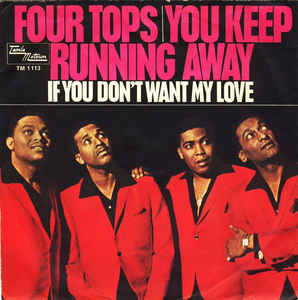 FOUR TOPS YOU KEEP
RUNNING AWAY
IF YOU DON'T WANT MY LOVE
Tamla
Motown
TM 1113